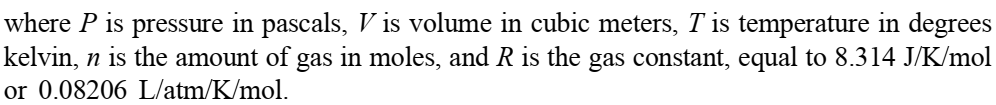 where P is pressure in pascals, V is volume in cubic meters, T is temperature in degrees
kelvin, n is the amount of gas in moles, and R is the gas constant, equal to 8.314 J/K/mol
or 0.08206 L/atm/K/mol.